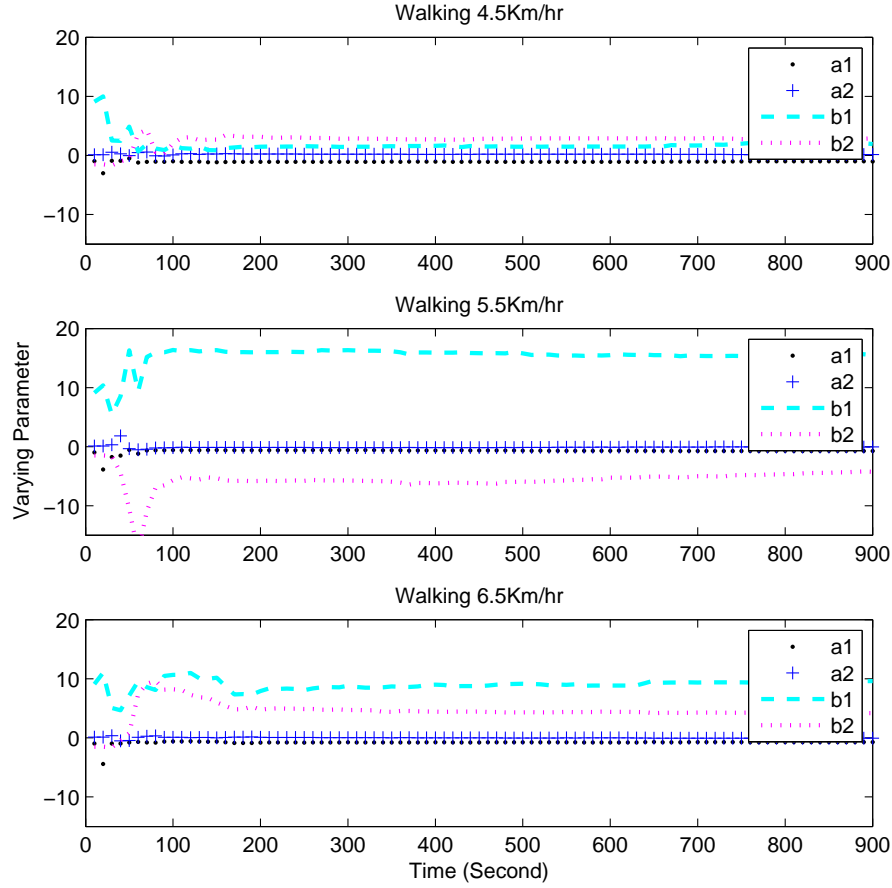 Walking 4.5Km/hr
20
10
0
−10
a1
a2
b1
b2
0 100 200 300 400 500 600 700 800 900
Walking 5.5Km/hr
Varying Parameter
20
10
0
−10
a1
a2
b1
b2
0 100 200 300 400 500 600 700 800 900
Walking 6.5Km/hr
20
10
0
−10
a1
a2
b1
b2
0 100 200 300 400 500 600 700 800 900
Time (Second)